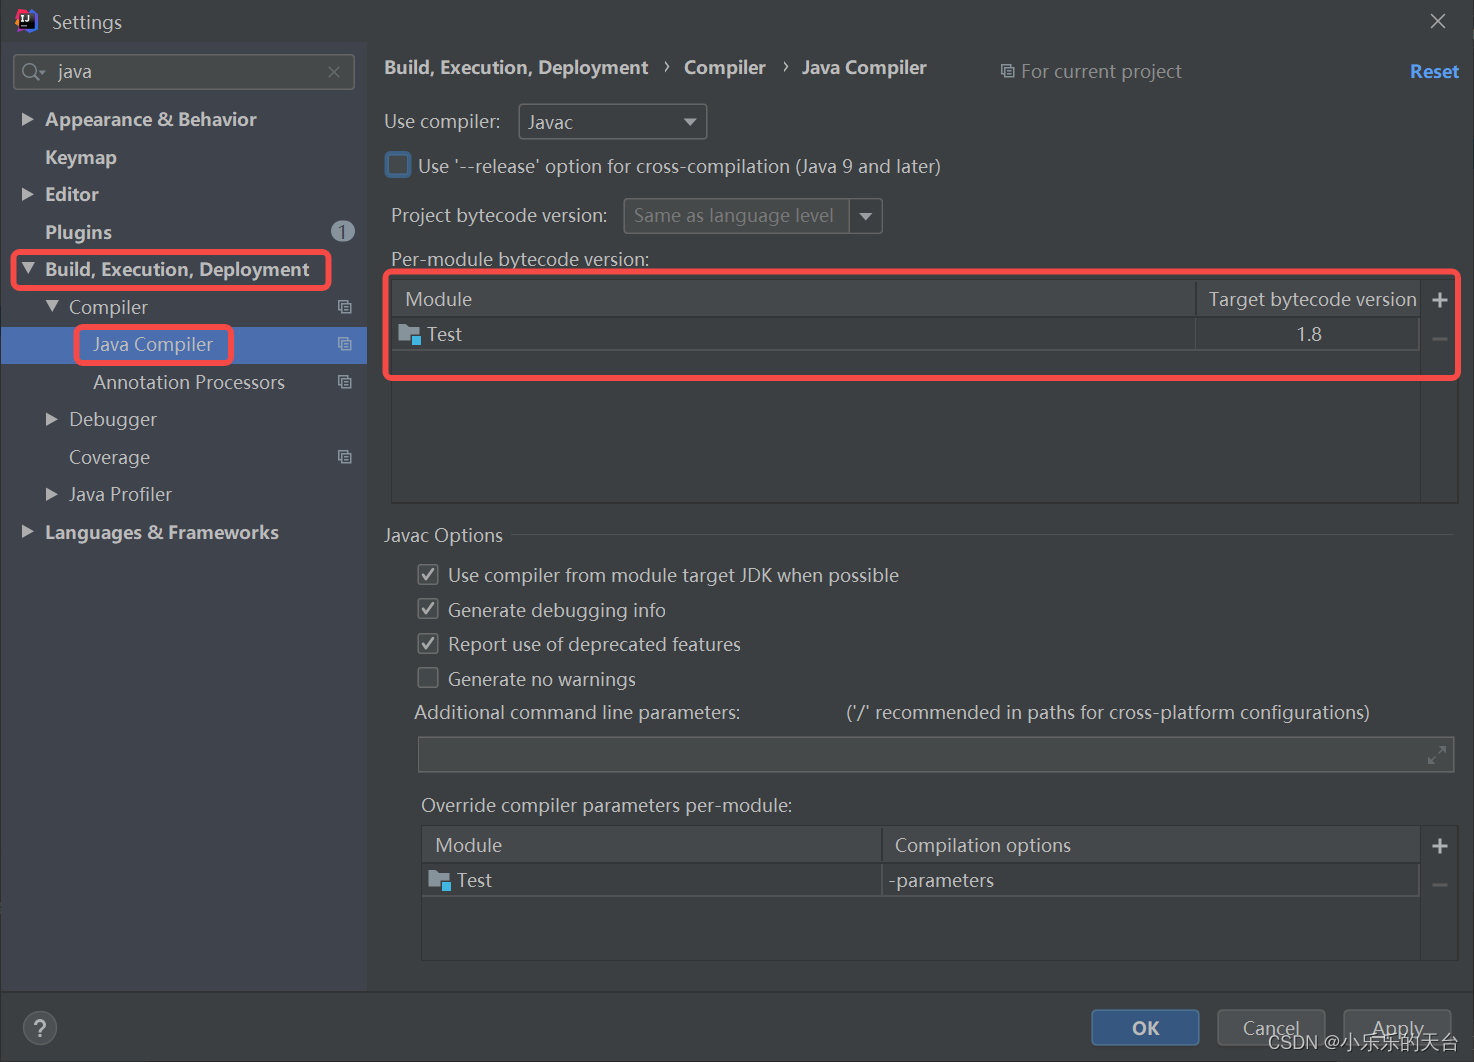 Settings
java
Appearance & Behavior
Keymap
Editor
Plugins 1
Build, Execution, Deployment
Compiler
Java Compiler
Annotation Processors
Debugger
Coverage
Java Profiler
Languages & Frameworks
Build, Execution, Deployment › Compiler › Java Compiler For current project Reset
Use compiler: Javac
Use '--release' option for cross-compilation (Java 9 and later)
Project bytecode version: Same as language level
Per-module bytecode version:
Module Target bytecode version
Test 1.8
Javac Options
Use compiler from module target JDK when possible
Generate debugging info
Report use of deprecated features
Generate no warnings
Additional command line parameters: ('/' recommended in paths for cross-platform configurations)
Override compiler parameters per-module:
Module Compilation options
Test -parameters
? OK Cancel Apply
CSDN @小乐乐的天台